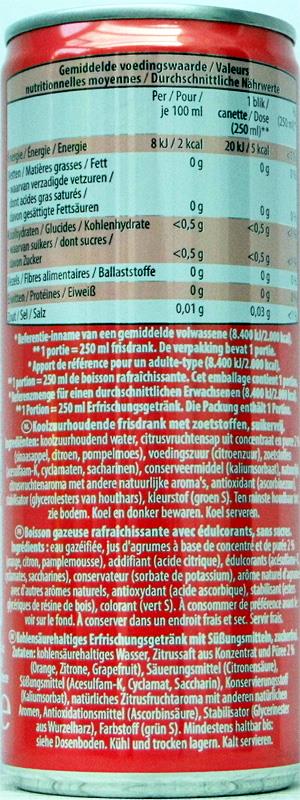 Gemiddelde voedingswaarde / Valeurs
nutritionnelles moyennes / Durchschnittliche Nährwerte
Per / Pour /
je 100 ml
1 blik /
canette / Dose
(250 ml)**
(250 ml)
Energie / Énergie / Energie 8 kJ / 2 kcal 20 kJ / 5 kcal
Vetten / Matières grasses / Fett 0 g 0 g
waarvan verzadigde vetzuren /
dont acides gras saturés /
davon gesättigte Fettsäuren 0 g 0 g
Koolhydraten / Glucides / Kohlenhydrate <0,5 g <0,5 g
waarvan suikers / dont sucres /
davon Zucker <0,5 g <0,5 g
Vezels / Fibres alimentaires / Ballaststoffe 0 g 0 g
Eiwitten / Protéines / Eiweiß 0 g 0 g
Zout / Sel / Salz 0,01 g 0,03 g
*Referentie-inname van een gemiddelde volwassene (8.400 kJ/2.000 kcal).
**1 portie = 250 ml frisdrank. De verpakking bevat 1 portie.
*Apport de référence pour un adulte-type (8.400 kJ/2.000 kcal).
**1 portion = 250 ml de boisson rafraîchissante. Cet emballage contient 1 portion.
*Referenzmenge für einen durchschnittlichen Erwachsenen (8.400 kJ/2.000 kcal).
**1 Portion = 250 ml Erfrischungsgetränk. Die Packung enthält 1 Portion.
NL Koolzuurhoudende frisdrank met zoetstoffen, suikervrij.
Ingrediënten: koolzuurhoudend water, citrusvruchtensap uit concentraat en puree 2%
(sinaasappel, citroen, pompelmoes), voedingszuur (citroenzuur), zoetstoffen
(acesulfaam-K, cyclamaten, sacharinen), conserveermiddel (kaliumsorbaat), natuurlijk
citrusvruchtenaroma met andere natuurlijke aroma's, antioxidant (ascorbinezuur),
stabilisator (glycerolesters van houthars), kleurstof (groen S). Ten minste houdbaar tot:
zie bodem. Koel en donker bewaren. Koel serveren.
FR Boisson gazeuse rafraîchissante avec édulcorants, sans sucres.
Ingrédients: eau gazéifiée, jus d'agrumes à base de concentré et de purée 2%
(orange, citron, pamplemousse), acidifiant (acide citrique), édulcorants (acésulfame-K,
cyclamates, saccharines), conservateur (sorbate de potassium), arôme naturel d'agrumes
avec d'autres arômes naturels, antioxydant (acide ascorbique), stabilisant (esters
glycériques de résine de bois), colorant (vert S). À consommer de préférence avant le:
voir sur le fond. À conserver dans un endroit frais et sec. Servir frais.
DE Kohlensäurehaltiges Erfrischungsgetränk mit Süßungsmitteln, zuckerfrei.
Zutaten: kohlensäurehaltiges Wasser, Zitrussaft aus Konzentrat und Püree 2%
(Orange, Zitrone, Grapefruit), Säuerungsmittel (Citronensäure),
Süßungsmittel (Acesulfam-K, Cyclamat, Saccharin), Konservierungsstoff
(Kaliumsorbat), natürliches Zitrusfruchtaroma mit anderen natürlichen
Aromen, Antioxidationsmittel (Ascorbinsäure), Stabilisator (Glycerinester
aus Wurzelharz), Farbstoff (grün S). Mindestens haltbar bis:
siehe Dosenboden. Kühl und trocken lagern. Kalt servieren.
e